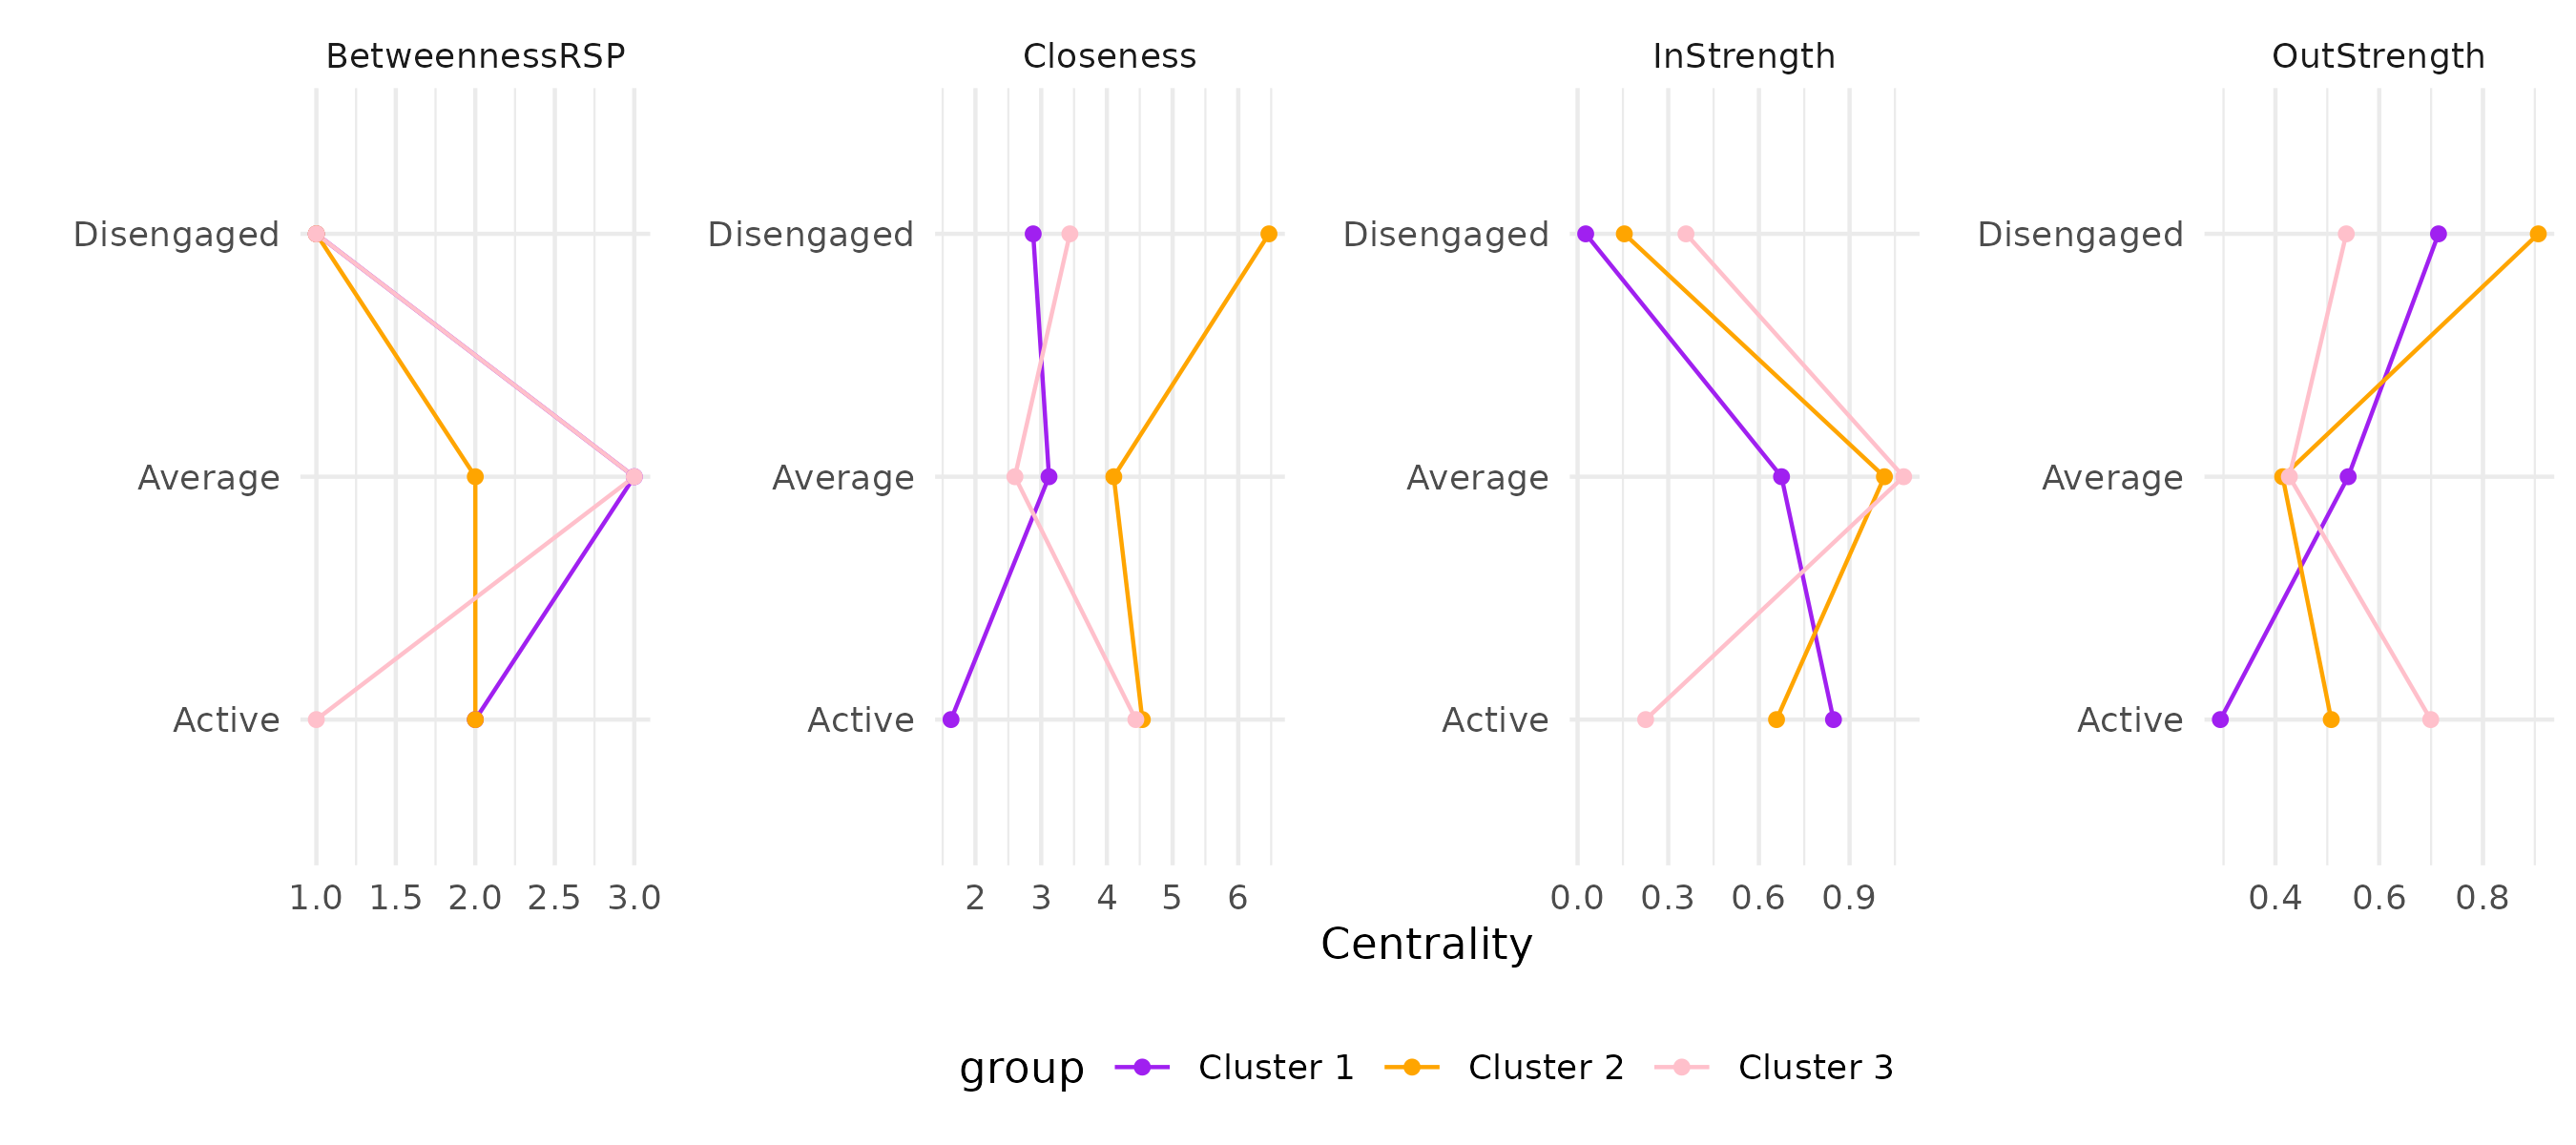 BetweennessRSP Closeness InStrength OutStrength
Disengaged Disengaged Disengaged Disengaged
Average Average Average Average
Active Active Active Active
1.0 1.5 2.0 2.5 3.0 2 3 4 5 6 0.0 0.3 0.6 0.9 0.4 0.6 0.8
Centrality
group Cluster 1 Cluster 2 Cluster 3